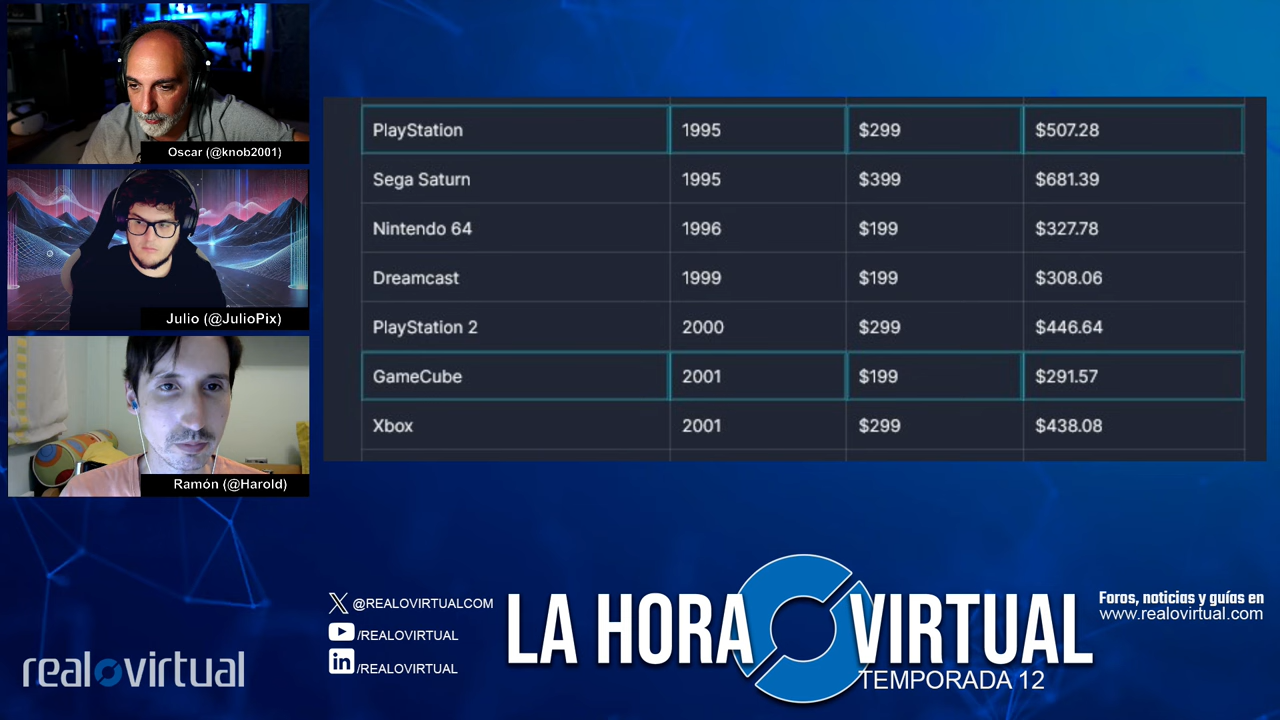 Oscar (@knob2001)
Julio (@JulioPix)
Ramón (@Harold)
PlayStation 1995 $299 $507.28
Sega Saturn 1995 $399 $681.39
Nintendo 64 1996 $199 $327.78
Dreamcast 1999 $199 $308.06
PlayStation 2 2000 $299 $446.64
GameCube 2001 $199 $291.57
Xbox 2001 $299 $438.08
realovirtual
@REALOVIRTUALCOM
/REALOVIRTUAL
/REALOVIRTUAL
LA HORA VIRTUAL
TEMPORADA 12
Foros, noticias y guías en
www.realovirtual.com